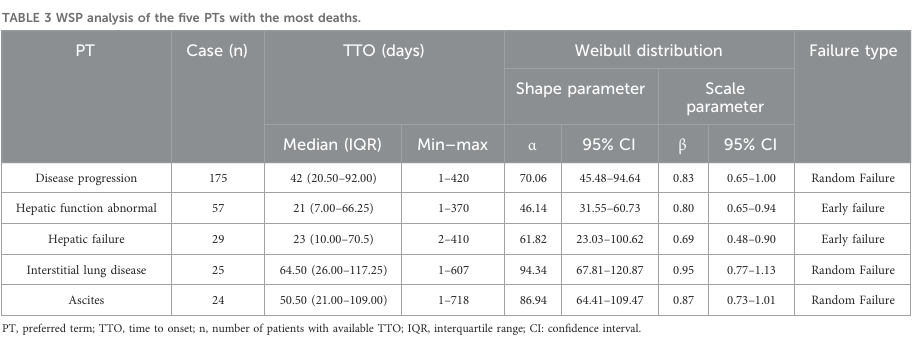 TABLE 3 WSP analysis of the five PTs with the most deaths.
PT Case (n) TTO (days) Weibull distribution Failure type
Shape parameter Scale parameter
Median (IQR) Min–max α 95% CI β 95% CI
Disease progression 175 42 (20.50–92.00) 1–420 70.06 45.48–94.64 0.83 0.65–1.00 Random Failure
Hepatic function abnormal 57 21 (7.00–66.25) 1–370 46.14 31.55–60.73 0.80 0.65–0.94 Early failure
Hepatic failure 29 23 (10.00–70.5) 2–410 61.82 23.03–100.62 0.69 0.48–0.90 Early failure
Interstitial lung disease 25 64.50 (26.00–117.25) 1–607 94.34 67.81–120.87 0.95 0.77–1.13 Random Failure
Ascites 24 50.50 (21.00–109.00) 1–718 86.94 64.41–109.47 0.87 0.73–1.01 Random Failure
PT, preferred term; TTO, time to onset; n, number of patients with available TTO; IQR, interquartile range; CI: confidence interval.